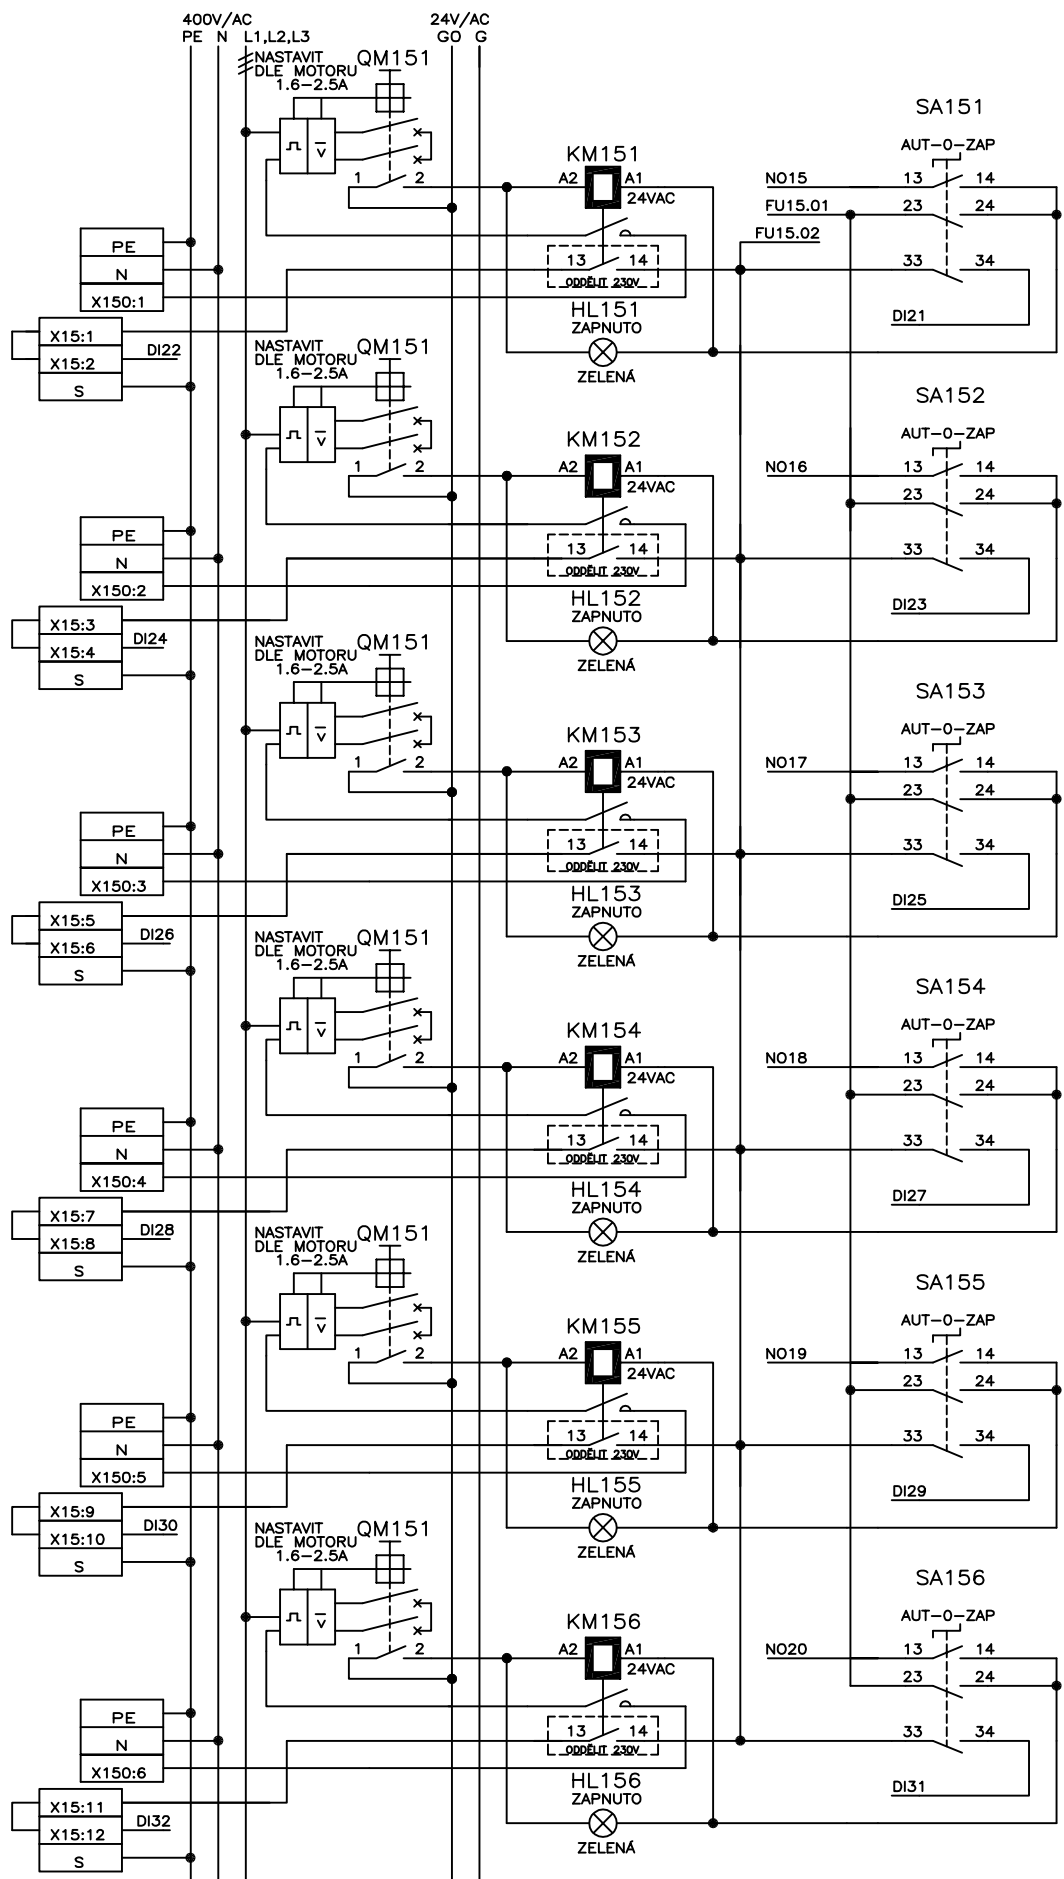 400V/AC
24V/AC
PE N L1,L2,L3
G0 G
NASTAVIT
DLE MOTORU
1.6-2.5A
QM151
1 2
KM151
A2 A1
24VAC
13 14
ODDĚLIT 230V
HL151
ZAPNUTO
ZELENÁ
SA151
AUT-0-ZAP
NO15
13 14
FU15.01
23 24
FU15.02
33 34
DI21
PE
N
X150:1
X15:1
X15:2
DI22
S
NASTAVIT
DLE MOTORU
1.6-2.5A
QM151
1 2
KM152
A2 A1
24VAC
13 14
ODDĚLIT 230V
HL152
ZAPNUTO
ZELENÁ
SA152
AUT-0-ZAP
NO16
13 14
23 24
33 34
DI23
PE
N
X150:2
X15:3
X15:4
DI24
S
NASTAVIT
DLE MOTORU
1.6-2.5A
QM151
1 2
KM153
A2 A1
24VAC
13 14
ODDĚLIT 230V
HL153
ZAPNUTO
ZELENÁ
SA153
AUT-0-ZAP
NO17
13 14
23 24
33 34
DI25
PE
N
X150:3
X15:5
X15:6
DI26
S
NASTAVIT
DLE MOTORU
1.6-2.5A
QM151
1 2
KM154
A2 A1
24VAC
13 14
ODDĚLIT 230V
HL154
ZAPNUTO
ZELENÁ
SA154
AUT-0-ZAP
NO18
13 14
23 24
33 34
DI27
PE
N
X150:4
X15:7
X15:8
DI28
S
NASTAVIT
DLE MOTORU
1.6-2.5A
QM151
1 2
KM155
A2 A1
24VAC
13 14
ODDĚLIT 230V
HL155
ZAPNUTO
ZELENÁ
SA155
AUT-0-ZAP
NO19
13 14
23 24
33 34
DI29
PE
N
X150:5
X15:9
X15:10
DI30
S
NASTAVIT
DLE MOTORU
1.6-2.5A
QM151
1 2
KM156
A2 A1
24VAC
13 14
ODDĚLIT 230V
HL156
ZAPNUTO
ZELENÁ
SA156
AUT-0-ZAP
NO20
13 14
23 24
33 34
DI31
PE
N
X150:6
X15:11
X15:12
DI32
S